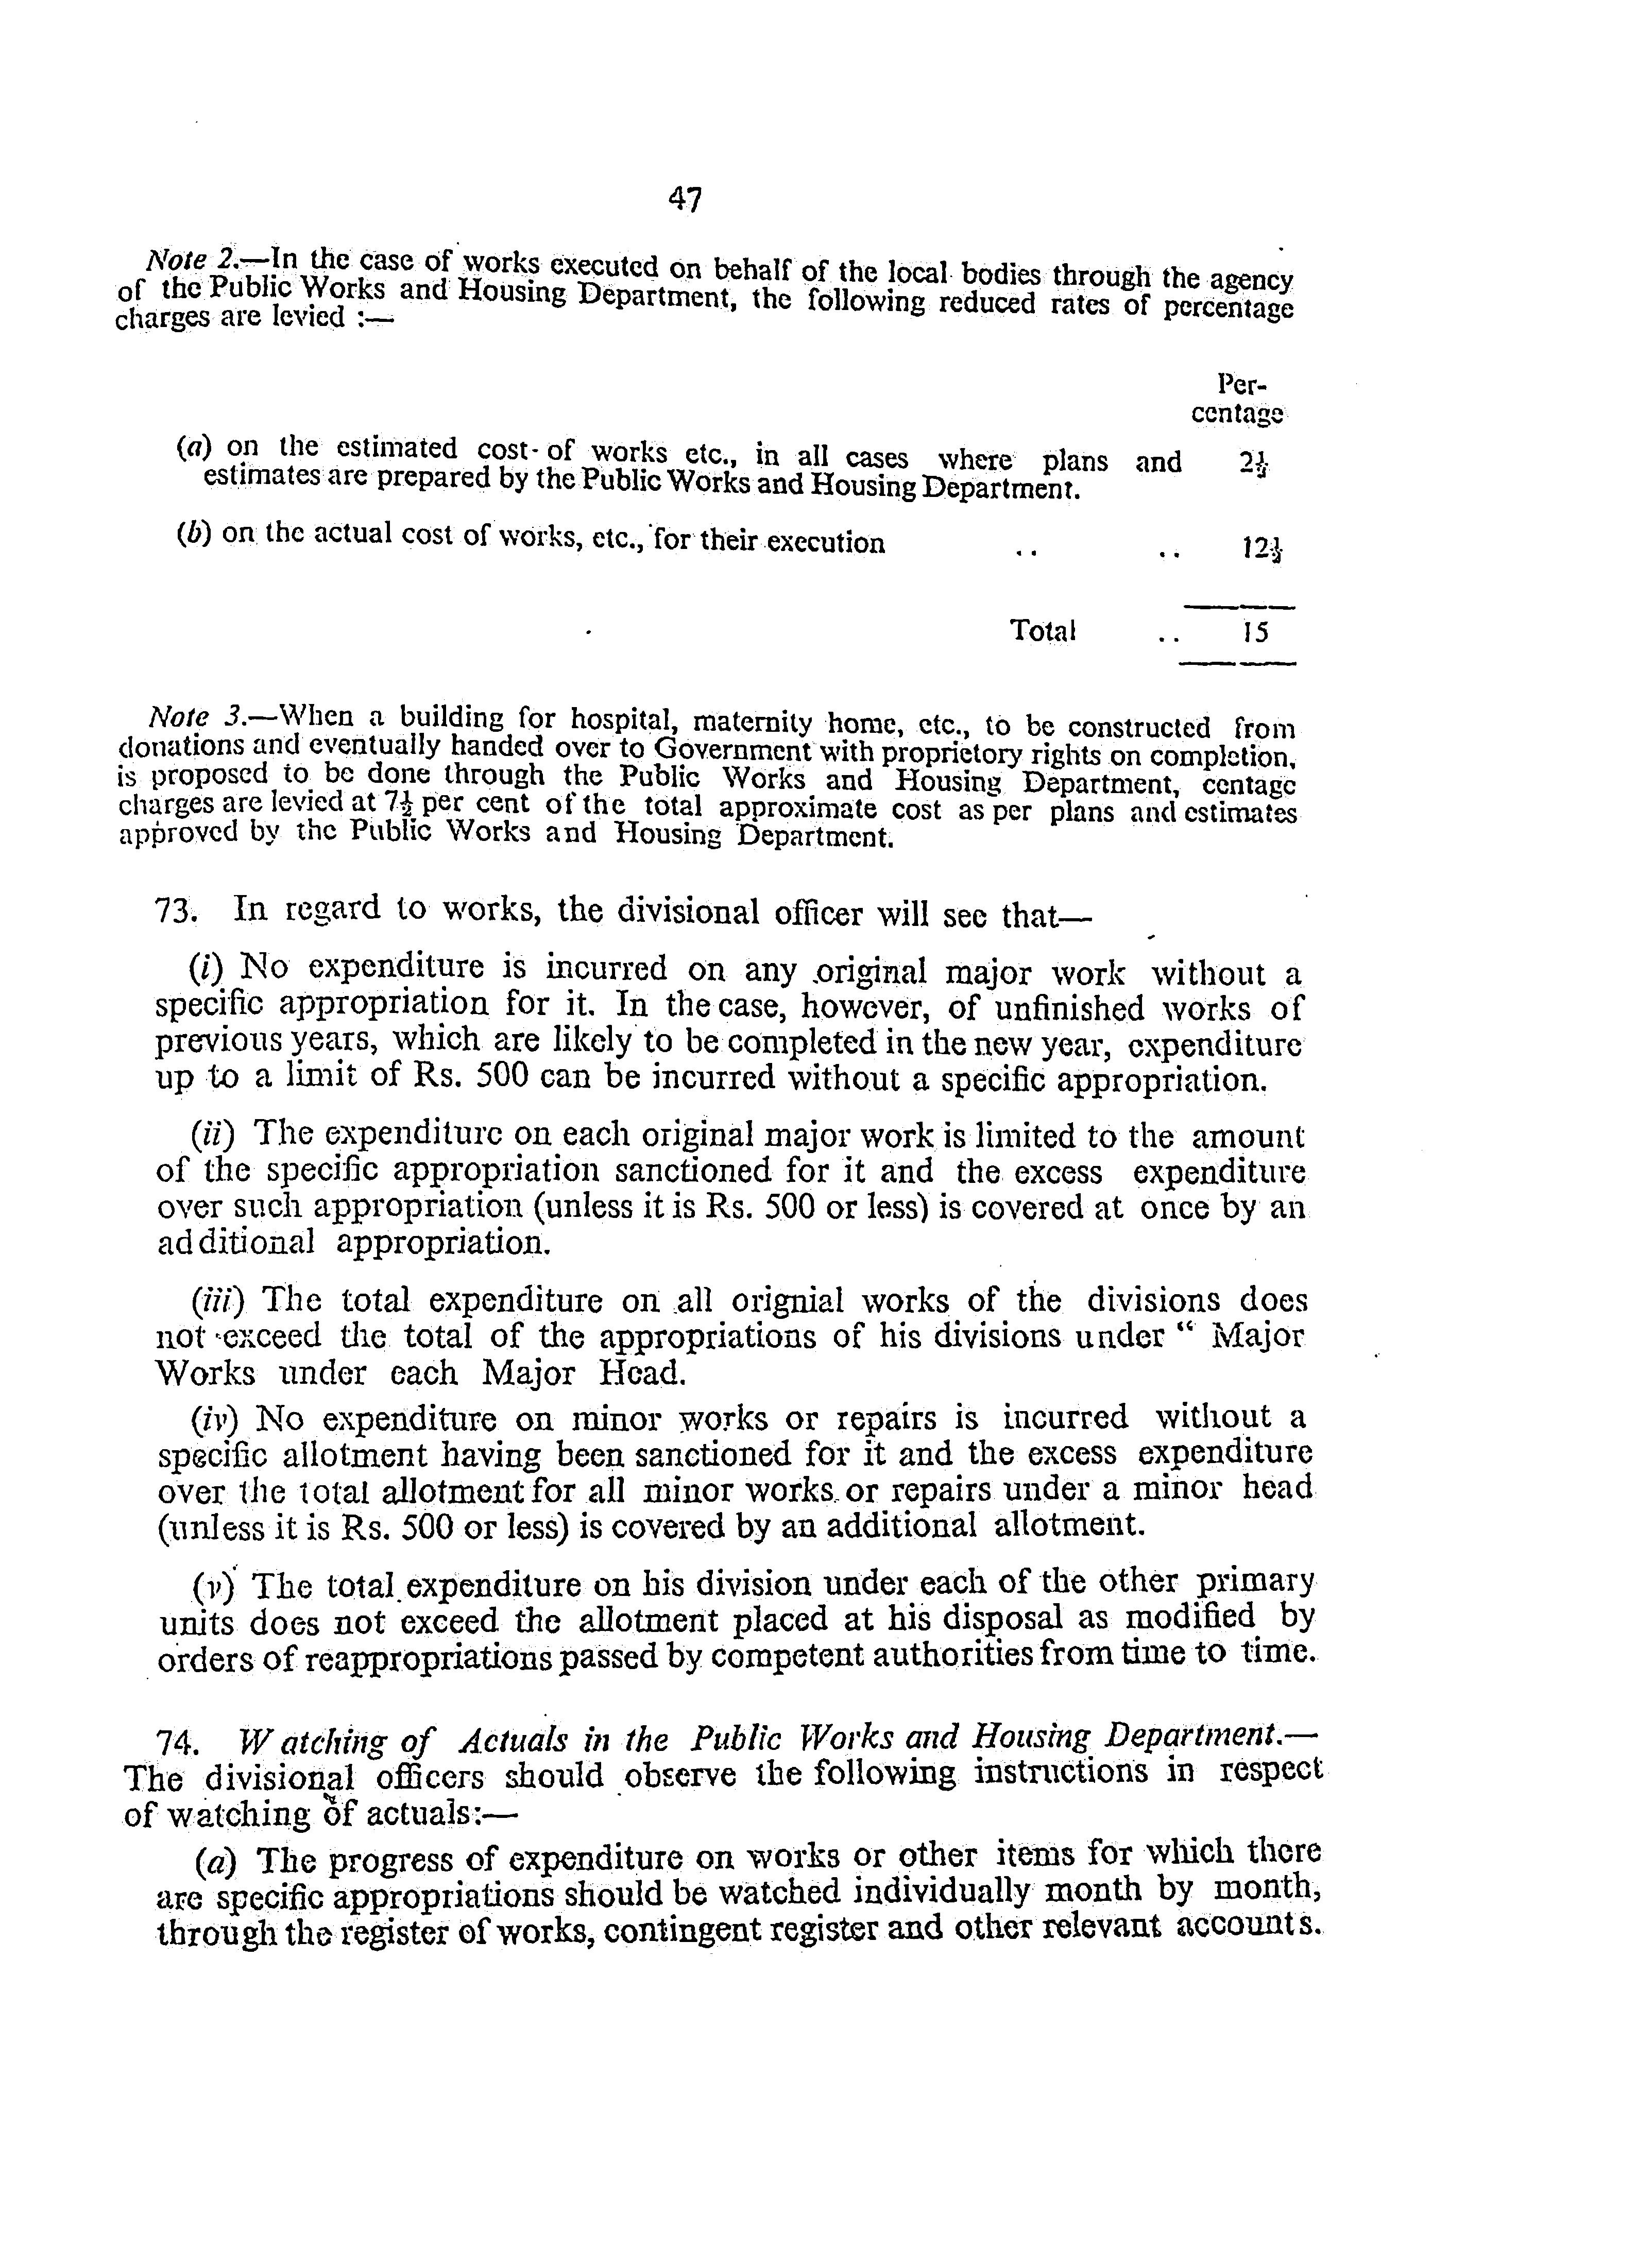 47
Note 2.—In the case of works executed on behalf of the local bodies through the agency
of the Public Works and Housing Department, the following reduced rates of percentage
charges are levied :—
Per-
centage
(a) on the estimated cost of works etc., in all cases where plans and 2½
estimates are prepared by the Public Works and Housing Department.
(b) on the actual cost of works, etc., for their execution .. .. 12½
Total .. 15
Note 3.—When a building for hospital, maternity home, etc., to be constructed from
donations and eventually handed over to Government with proprietory rights on completion,
is proposed to be done through the Public Works and Housing Department, centage
charges are levied at 7½ per cent of the total approximate cost as per plans and estimates
approved by the Public Works and Housing Department.
73. In regard to works, the divisional officer will see that—
(i) No expenditure is incurred on any original major work without a
specific appropriation for it. In the case, however, of unfinished works of
previous years, which are likely to be completed in the new year, expenditure
up to a limit of Rs. 500 can be incurred without a specific appropriation.
(ii) The expenditure on each original major work is limited to the amount
of the specific appropriation sanctioned for it and the excess expenditure
over such appropriation (unless it is Rs. 500 or less) is covered at once by an
additional appropriation.
(iii) The total expenditure on all orignial works of the divisions does
not exceed the total of the appropriations of his divisions under “ Major
Works under each Major Head.
(iv) No expenditure on minor works or repairs is incurred without a
specific allotment having been sanctioned for it and the excess expenditure
over the total allotment for all minor works or repairs under a minor head
(unless it is Rs. 500 or less) is covered by an additional allotment.
(v) The total expenditure on his division under each of the other primary
units does not exceed the allotment placed at his disposal as modified by
orders of reappropriations passed by competent authorities from time to time.
74. Watching of Actuals in the Public Works and Housing Department.—
The divisional officers should observe the following instructions in respect
of watching of actuals:—
(a) The progress of expenditure on works or other items for which there
are specific appropriations should be watched individually month by month,
through the register of works, contingent register and other relevant accounts.